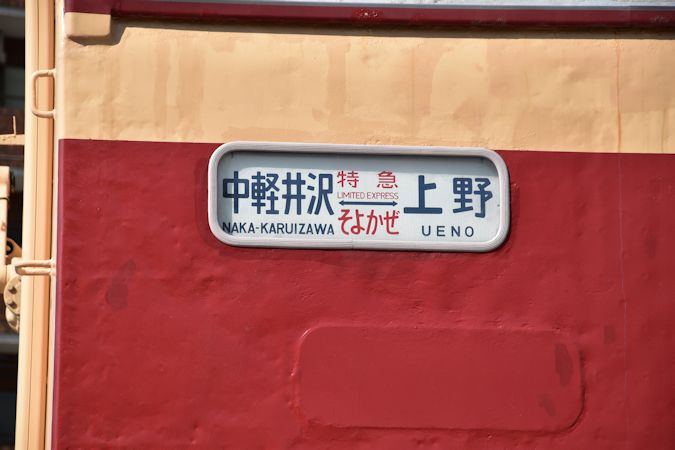 中軽井沢
NAKA-KARUIZAWA
特急
LIMITED EXPRESS
そよかぜ
上野
UENO